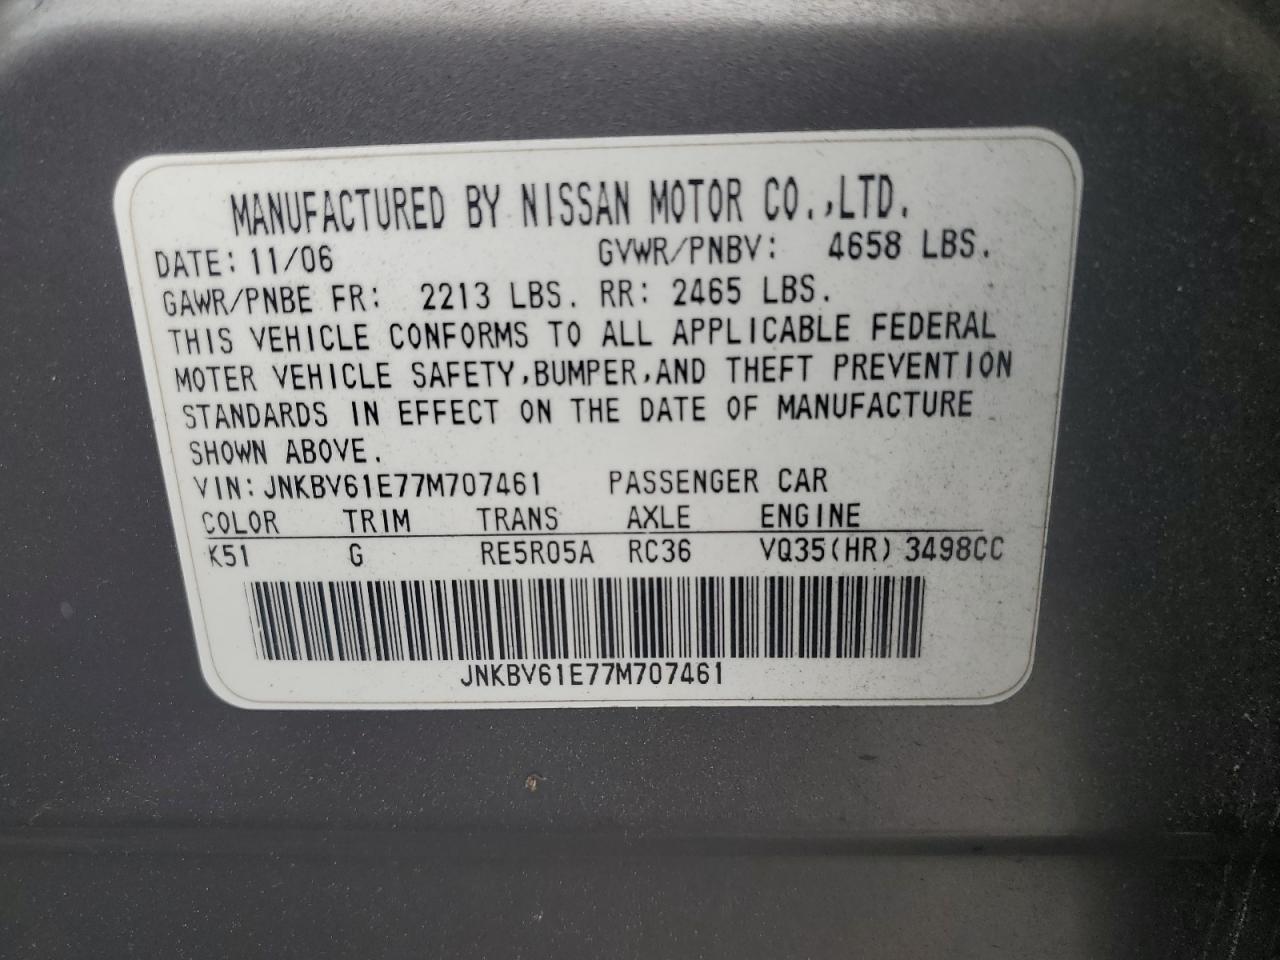 MANUFACTURED BY NISSAN MOTOR CO.,LTD.
DATE: 11/06 GVWR/PNBV: 4658 LBS.
GAWR/PNBE FR: 2213 LBS. RR: 2465 LBS.
THIS VEHICLE CONFORMS TO ALL APPLICABLE FEDERAL
MOTER VEHICLE SAFETY,BUMPER,AND THEFT PREVENTION
STANDARDS IN EFFECT ON THE DATE OF MANUFACTURE
SHOWN ABOVE.
VIN: JNKBV61E77M707461 PASSENGER CAR
COLOR TRIM TRANS AXLE ENGINE
K51 G RE5R05A RC36 VQ35(HR) 3498CC
JNKBV61E77M707461